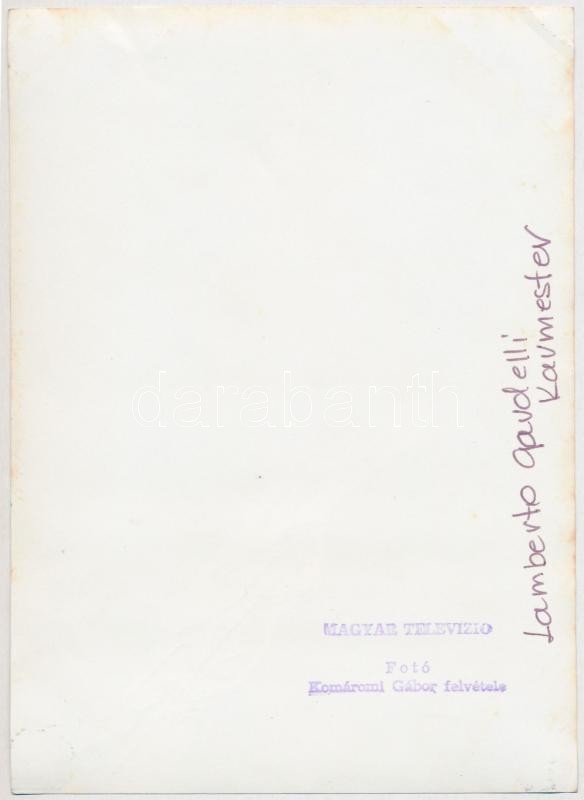 Lamberto Gardelli
Karmester
darabanth
MAGYAR TELEVIZIO
Fotó
Komáromi Gábor felvétele